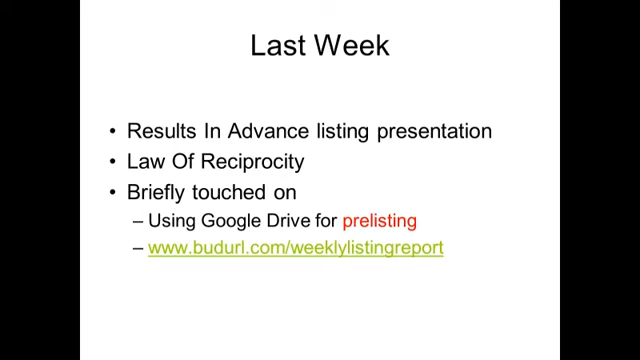 Last Week
• Results In Advance listing presentation
• Law Of Reciprocity
• Briefly touched on
– Using Google Drive for prelisting
– www.budurl.com/weeklylistingreport